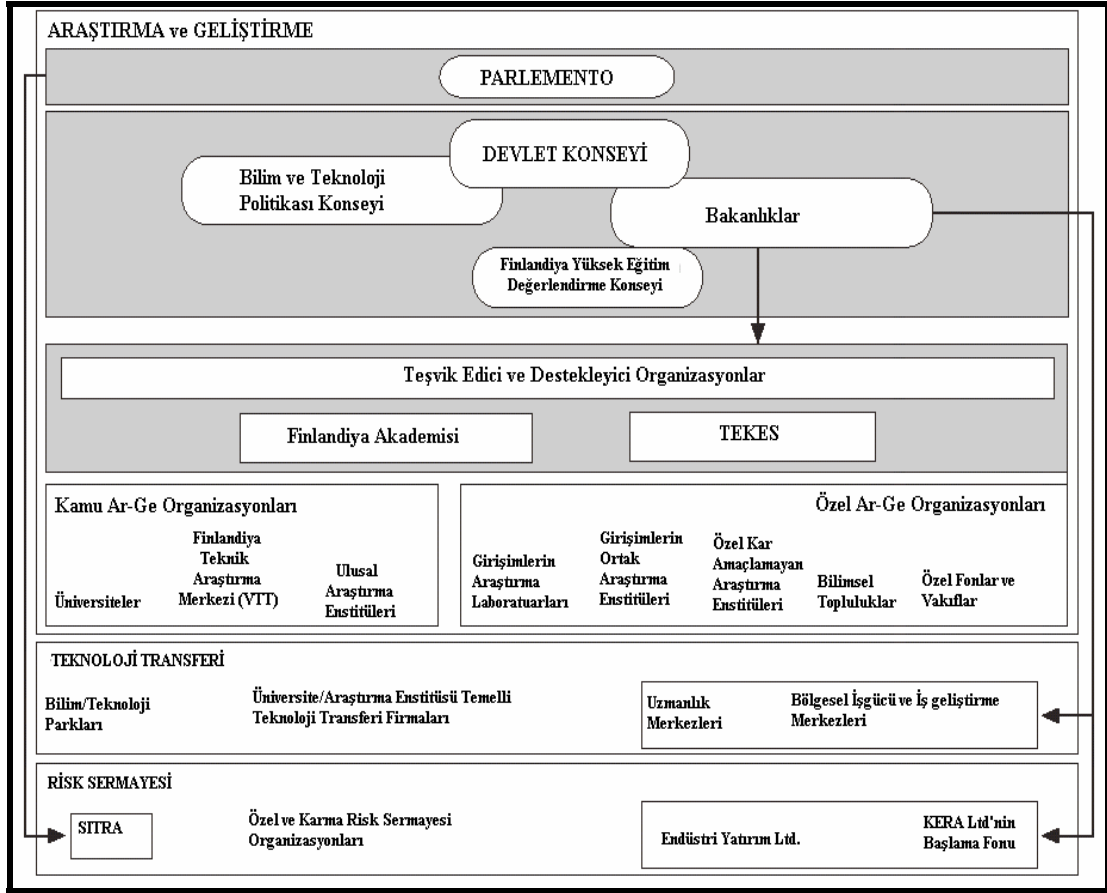 ARAŞTIRMA ve GELİŞTİRME
PARLEMENTO
DEVLET KONSEYİ
Bilim ve Teknoloji
Politikası Konseyi
Bakanlıklar
Finlandiya Yüksek Eğitim
Değerlendirme Konseyi
Teşvik Edici ve Destekleyici Organizasyonlar
Finlandiya Akademisi
TEKES
Kamu Ar-Ge Organizasyonları
Üniversiteler
Finlandiya
Teknik
Araştırma
Merkezi (VTT)
Ulusal
Araştırma
Enstitüleri
Özel Ar-Ge Organizasyonları
Girişimlerin
Araştırma
Laboratuarları
Girişimlerin
Ortak
Araştırma
Enstitüleri
Özel Kar
Amaçlamayan
Araştırma
Enstitüleri
Bilimsel
Topluluklar
Özel Fonlar ve
Vakıflar
TEKNOLOJİ TRANSFERİ
Bilim/Teknoloji
Parkları
Üniversite/Araştırma Enstitüsü Temelli
Teknoloji Transferi Firmaları
Uzmanlık
Merkezleri
Bölgesel İşgücü ve İş geliştirme
Merkezleri
RİSK SERMAYESİ
SITRA
Özel ve Karma Risk Sermayesi
Organizasyonları
Endüstri Yatırım Ltd.
KERA Ltd'nin
Başlama Fonu